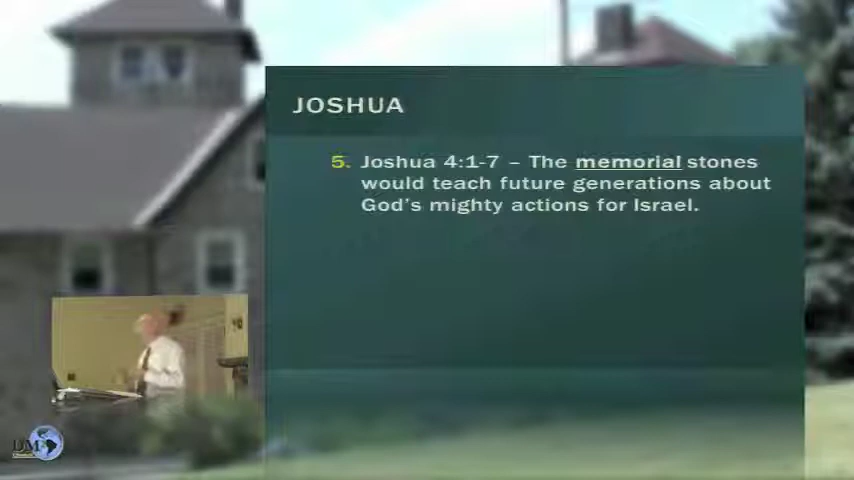 JOSHUA
5. Joshua 4:1-7 – The memorial stones
would teach future generations about
God's mighty actions for Israel.
DM